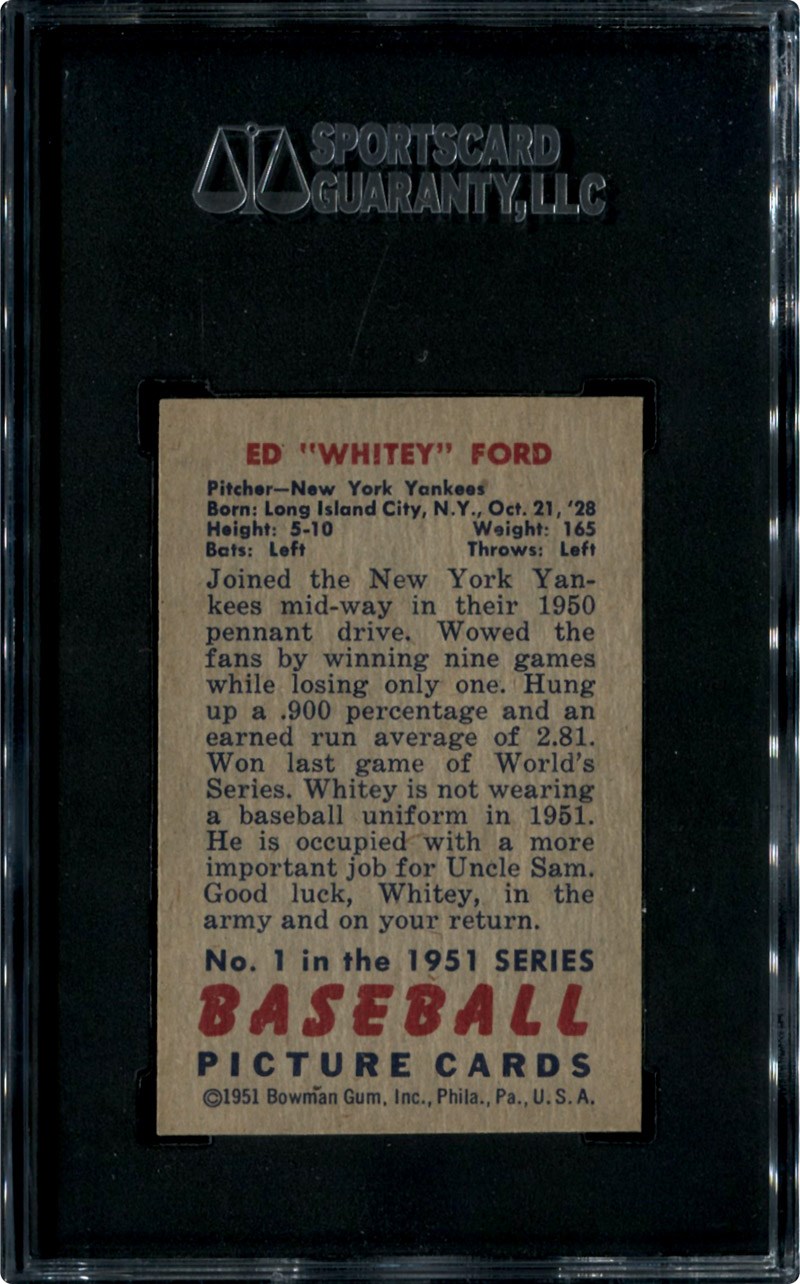 SPORTSCARD
GUARANTY, LLC
ED "WHITEY" FORD
Pitcher—New York Yankees
Born: Long Island City, N.Y., Oct. 21, '28
Height: 5-10 Weight: 165
Bats: Left Throws: Left
Joined the New York Yan-
kees mid-way in their 1950
pennant drive. Wowed the
fans by winning nine games
while losing only one. Hung
up a .900 percentage and an
earned run average of 2.81.
Won last game of World's
Series. Whitey is not wearing
a baseball uniform in 1951.
He is occupied with a more
important job for Uncle Sam.
Good luck, Whitey, in the
army and on your return.
No. 1 in the 1951 SERIES
BASEBALL
PICTURE CARDS
©1951 Bowman Gum, Inc., Phila., Pa., U. S. A.